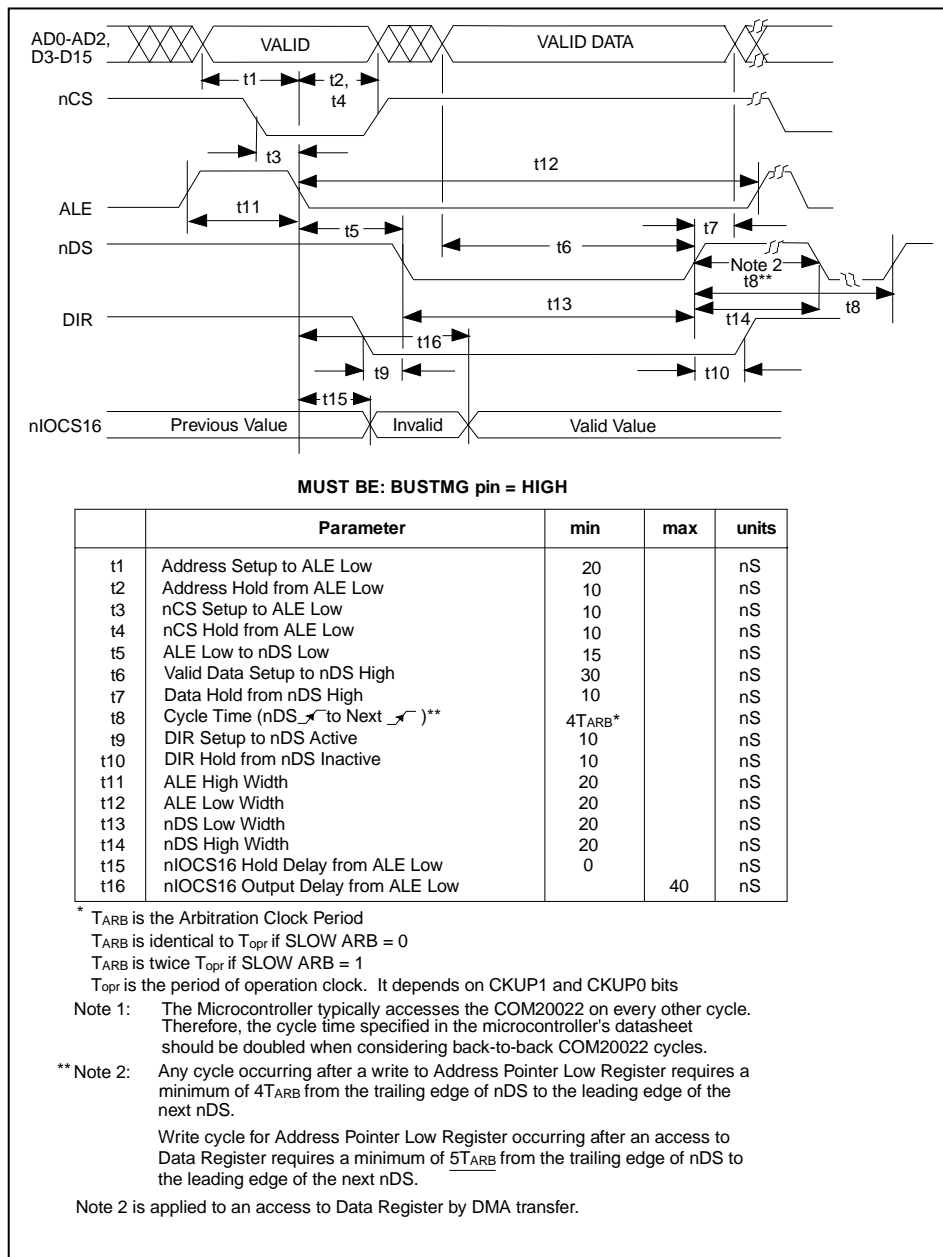 AD0-AD2,
D3-D15
VALID
VALID DATA
t1
t2,
t4
nCS
t3
t12
ALE
t11
t5
t7
nDS
t6
Note 2
t8**
t8
t13
t14
DIR
t16
t9
t10
t15
nIOCS16
Previous Value
Invalid
Valid Value
MUST BE: BUSTMG pin = HIGH
Parameter min max units
t1 Address Setup to ALE Low 20 nS
t2 Address Hold from ALE Low 10 nS
t3 nCS Setup to ALE Low 10 nS
t4 nCS Hold from ALE Low 10 nS
t5 ALE Low to nDS Low 15 nS
t6 Valid Data Setup to nDS High 30 nS
t7 Data Hold from nDS High 10 nS
t8 Cycle Time (nDS to Next )** 4TARB* nS
t9 DIR Setup to nDS Active 10 nS
t10 DIR Hold from nDS Inactive 10 nS
t11 ALE High Width 20 nS
t12 ALE Low Width 20 nS
t13 nDS Low Width 20 nS
t14 nDS High Width 20 nS
t15 nIOCS16 Hold Delay from ALE Low 0 nS
t16 nIOCS16 Output Delay from ALE Low 40 nS
* TARB is the Arbitration Clock Period
TARB is identical to Topr if SLOW ARB = 0
TARB is twice Topr if SLOW ARB = 1
Topr is the period of operation clock. It depends on CKUP1 and CKUP0 bits
Note 1: The Microcontroller typically accesses the COM20022 on every other cycle.
Therefore, the cycle time specified in the microcontroller's datasheet
should be doubled when considering back-to-back COM20022 cycles.
** Note 2: Any cycle occurring after a write to Address Pointer Low Register requires a
minimum of 4TARB from the trailing edge of nDS to the leading edge of the
next nDS.
Write cycle for Address Pointer Low Register occurring after an access to
Data Register requires a minimum of 5TARB from the trailing edge of nDS to
the leading edge of the next nDS.
Note 2 is applied to an access to Data Register by DMA transfer.